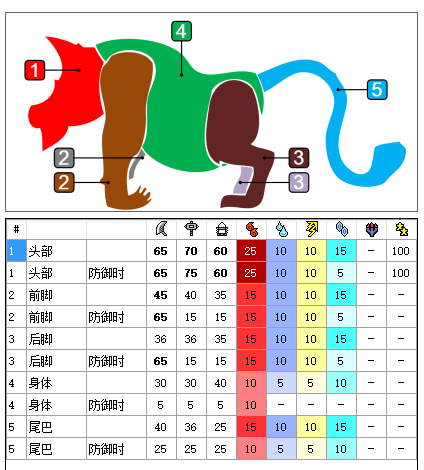 4
1
5
2
3
2
3
#
1 头部 65 70 60 25 10 10 15 － 100
1 头部 防御时 65 75 60 25 10 10 5 － 100
2 前脚 45 40 35 15 10 10 15 － －
2 前脚 防御时 65 15 15 15 10 10 5 － －
3 后脚 36 36 35 15 10 10 15 － －
3 后脚 防御时 65 15 15 15 10 10 5 － －
4 身体 30 30 40 10 5 5 10 － －
4 身体 防御时 5 5 5 10 － － － － －
5 尾巴 40 36 25 15 10 10 15 － －
5 尾巴 防御时 25 25 25 10 5 5 10 － －